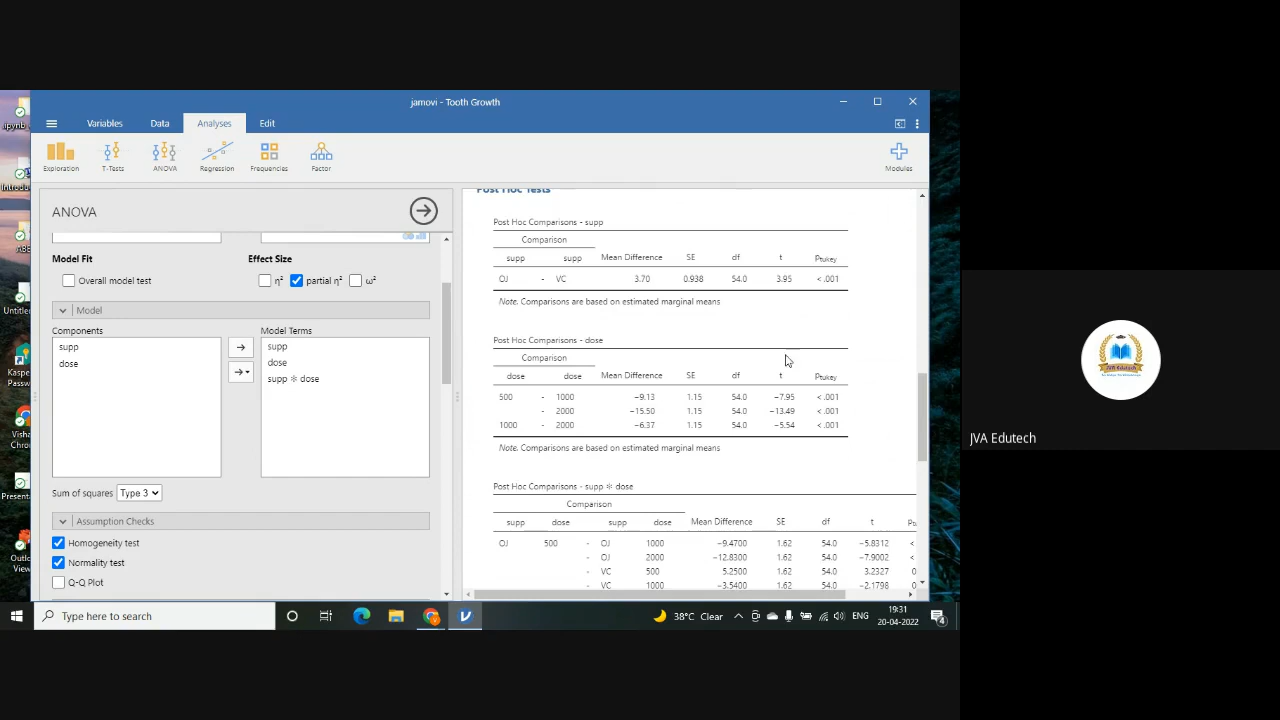 jamovi - Tooth Growth
Variables Data Analyses Edit
Exploration T-Tests ANOVA Regression Frequencies Factor Modules
ANOVA
Model Fit Effect Size
Overall model test η² partial η² ω²
Model
Components Model Terms
supp supp
dose dose
supp ✻ dose
Sum of squares Type 3
Assumption Checks
Homogeneity test
Normality test
Q-Q Plot
Post Hoc Tests
Post Hoc Comparisons - supp
Comparison
supp supp Mean Difference SE df t Ptukey
OJ - VC 3.70 0.938 54.0 3.95 < .001
Note. Comparisons are based on estimated marginal means
Post Hoc Comparisons - dose
Comparison
dose dose Mean Difference SE df t Ptukey
500 - 1000 −9.13 1.15 54.0 −7.95 < .001
- 2000 −15.50 1.15 54.0 −13.49 < .001
1000 - 2000 −6.37 1.15 54.0 −5.54 < .001
Note. Comparisons are based on estimated marginal means
Post Hoc Comparisons - supp ✻ dose
Comparison
supp dose supp dose Mean Difference SE df t
OJ 500 - OJ 1000 −9.4700 1.62 54.0 −5.8312 <
- OJ 2000 −12.8300 1.62 54.0 −7.9002 <
- VC 500 5.2500 1.62 54.0 3.2327 0
- VC 1000 −3.5400 1.62 54.0 −2.1798 0
Type here to search
38°C Clear ENG 19:31
20-04-2022
4
JVA Edutech